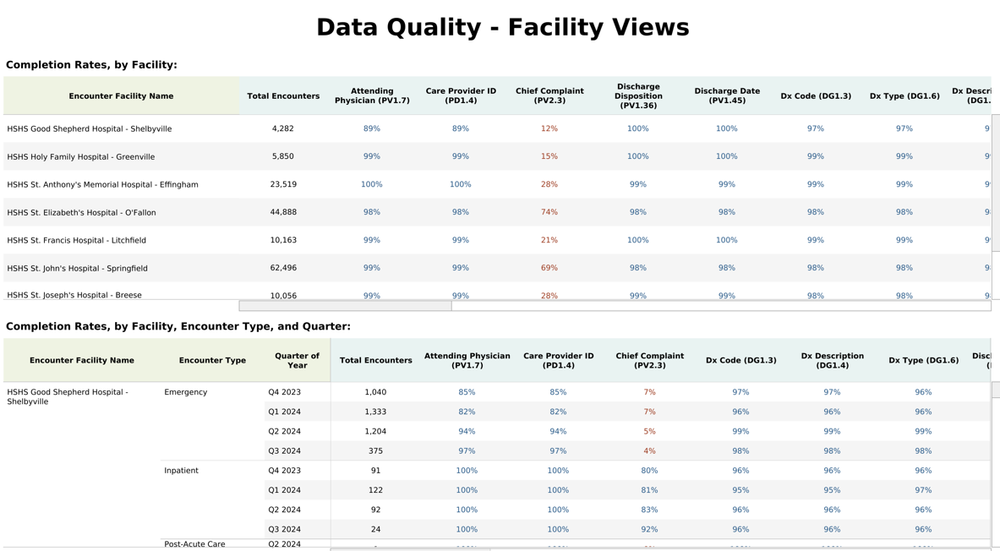 Data Quality - Facility Views
Completion Rates, by Facility:
Encounter Facility Name Total Encounters Attending Physician (PV1.7) Care Provider ID (PD1.4) Chief Complaint (PV2.3) Discharge Disposition (PV1.36) Discharge Date (PV1.45) Dx Code (DG1.3) Dx Type (DG1.6) Dx
HSHS Good Shepherd Hospital - Shelbyville 4,282 89% 89% 12% 100% 100% 97% 97%
HSHS Holy Family Hospital - Greenville 5,850 99% 99% 15% 100% 100% 99% 99%
HSHS St. Anthony's Memorial Hospital - Effingham 23,519 100% 100% 28% 99% 99% 99% 99%
HSHS St. Elizabeth's Hospital - O'Fallon 44,888 98% 98% 74% 98% 98% 98% 98%
HSHS St. Francis Hospital - Litchfield 10,163 99% 99% 21% 100% 100% 99% 99%
HSHS St. John's Hospital - Springfield 62,496 99% 99% 69% 98% 98% 98% 98%
HSHS St. Joseph's Hospital - Breese 10,056 99% 99% 28% 99% 99% 98% 98%
Completion Rates, by Facility, Encounter Type, and Quarter:
Encounter Facility Name Encounter Type Quarter of Year Total Encounters Attending Physician (PV1.7) Care Provider ID (PD1.4) Chief Complaint (PV2.3) Dx Code (DG1.3) Dx Description (DG1.4) Dx Type (DG1.6)
HSHS Good Shepherd Hospital - Shelbyville Emergency Q4 2023 1,040 85% 85% 7% 97% 97% 96%
Q1 2024 1,333 82% 82% 7% 96% 96% 96%
Q2 2024 1,204 94% 94% 5% 99% 99% 99%
Q3 2024 375 97% 97% 4% 98% 98% 98%
Inpatient Q4 2023 91 100% 100% 80% 96% 96% 96%
Q1 2024 122 100% 100% 81% 95% 95% 97%
Q2 2024 92 100% 100% 83% 96% 96% 96%
Q3 2024 24 100% 100% 92% 96% 96% 96%
Post-Acute Care Q2 2024